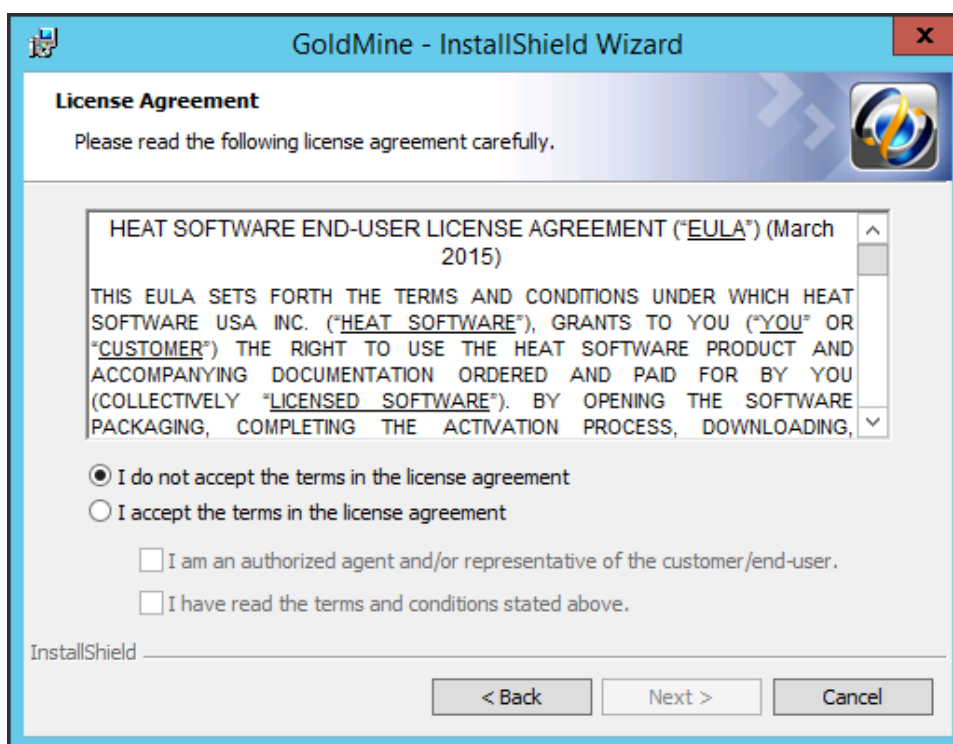 GoldMine - InstallShield Wizard
x
License Agreement
Please read the following license agreement carefully.
HEAT SOFTWARE END-USER LICENSE AGREEMENT (“EULA”) (March
2015)
THIS EULA SETS FORTH THE TERMS AND CONDITIONS UNDER WHICH HEAT
SOFTWARE USA INC. (“HEAT SOFTWARE”), GRANTS TO YOU (“YOU” OR
“CUSTOMER”) THE RIGHT TO USE THE HEAT SOFTWARE PRODUCT AND
ACCOMPANYING DOCUMENTATION ORDERED AND PAID FOR BY YOU
(COLLECTIVELY “LICENSED SOFTWARE”). BY OPENING THE SOFTWARE
PACKAGING, COMPLETING THE ACTIVATION PROCESS, DOWNLOADING,
I do not accept the terms in the license agreement
I accept the terms in the license agreement
I am an authorized agent and/or representative of the customer/end-user.
I have read the terms and conditions stated above.
InstallShield
< Back Next > Cancel